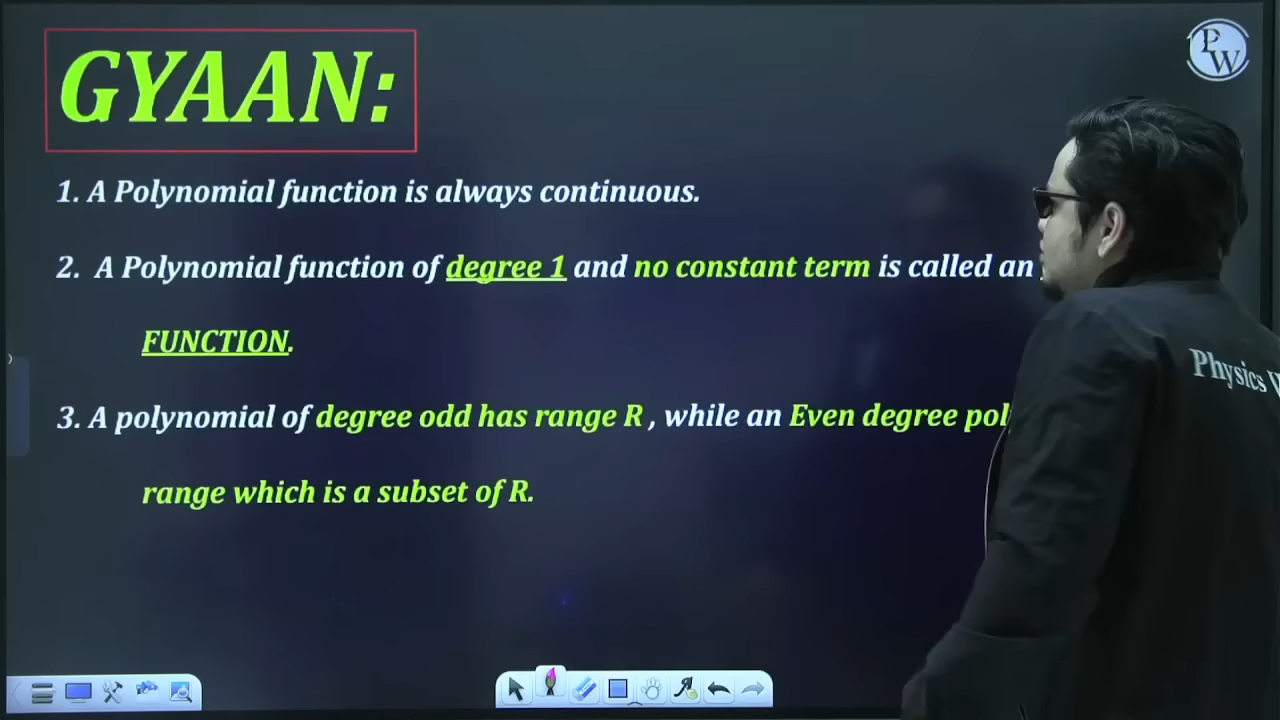 GYAAN:
PW
1. A Polynomial function is always continuous.
2. A Polynomial function of degree 1 and no constant term is called an
FUNCTION.
3. A polynomial of degree odd has range R , while an Even degree
range which is a subset of R.
Physics